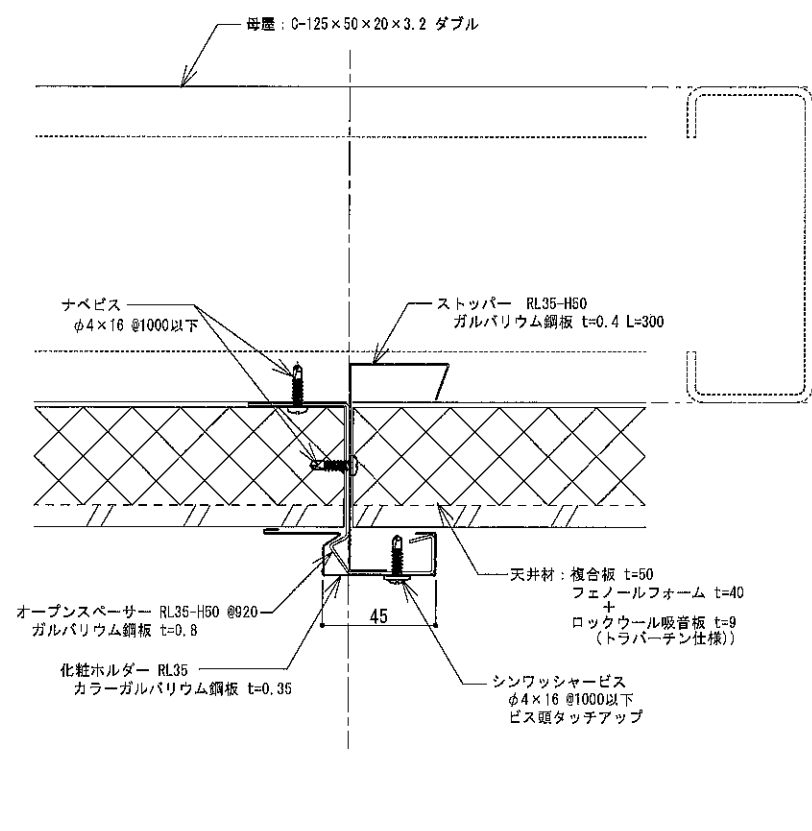 母屋：C-125×50×20×3.2 ダブル
ナベビス
φ4×16 @1000以下
ストッパー RL35-H50
ガルバリウム鋼板 t=0.4 L=300
天井材：複合板 t=50
フェノールフォーム t=40
+
ロックウール吸音板 t=9
(トラバーチン仕様))
オープンスペーサー RL35-H50 @920
ガルバリウム鋼板 t=0.8
45
化粧ホルダー RL35
カラーガルバリウム鋼板 t=0.35
シンワッシャービス
φ4×16 @1000以下
ビス頭タッチアップ